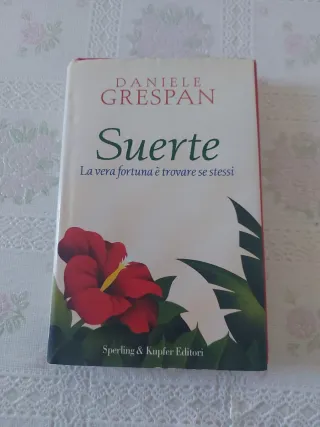 DANIELE
GRESPAN
Suerte
La vera fortuna è trovare se stessi
Sperling & Kupfer Editori